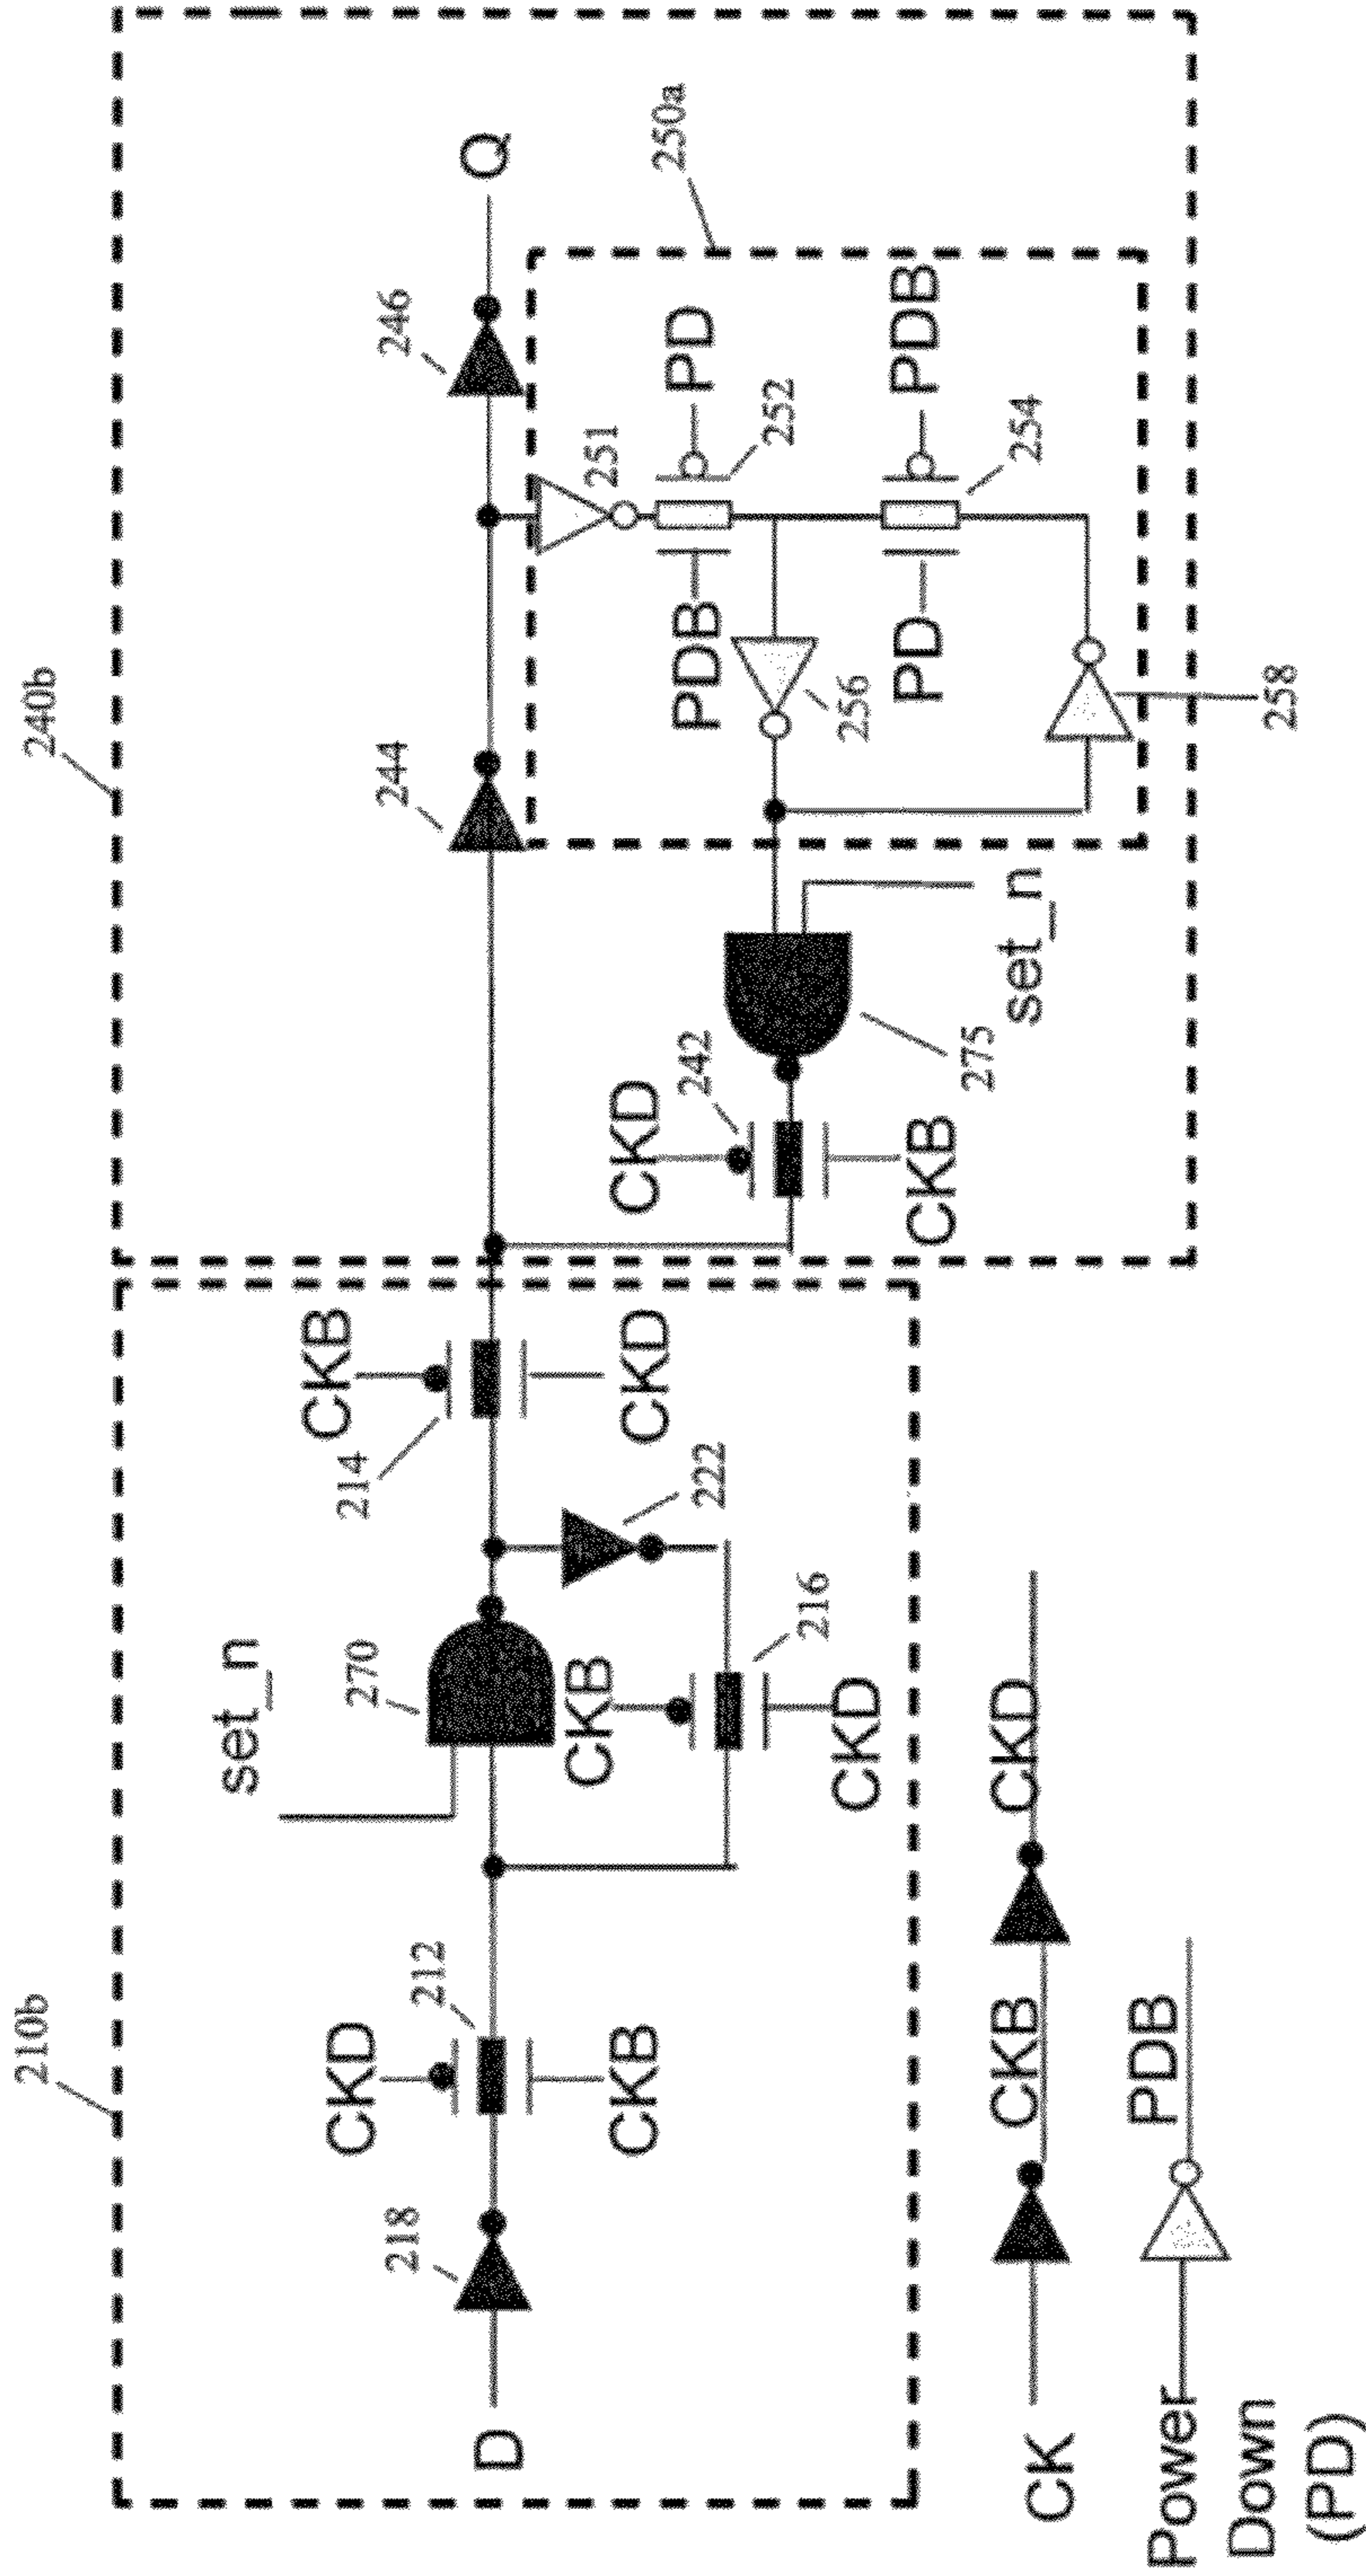 210b
240b
D
218
CKD
212
CKB
set_n
270
CKB
216
CKD
222
214
CKB
CKD
244
246
Q
CKD
242
CKB
275
set_n
250a
251
PDB
PD
252
256
PD
PDB
254
258
CK
CKB
CKD
Power
Down
(PD)
PDB